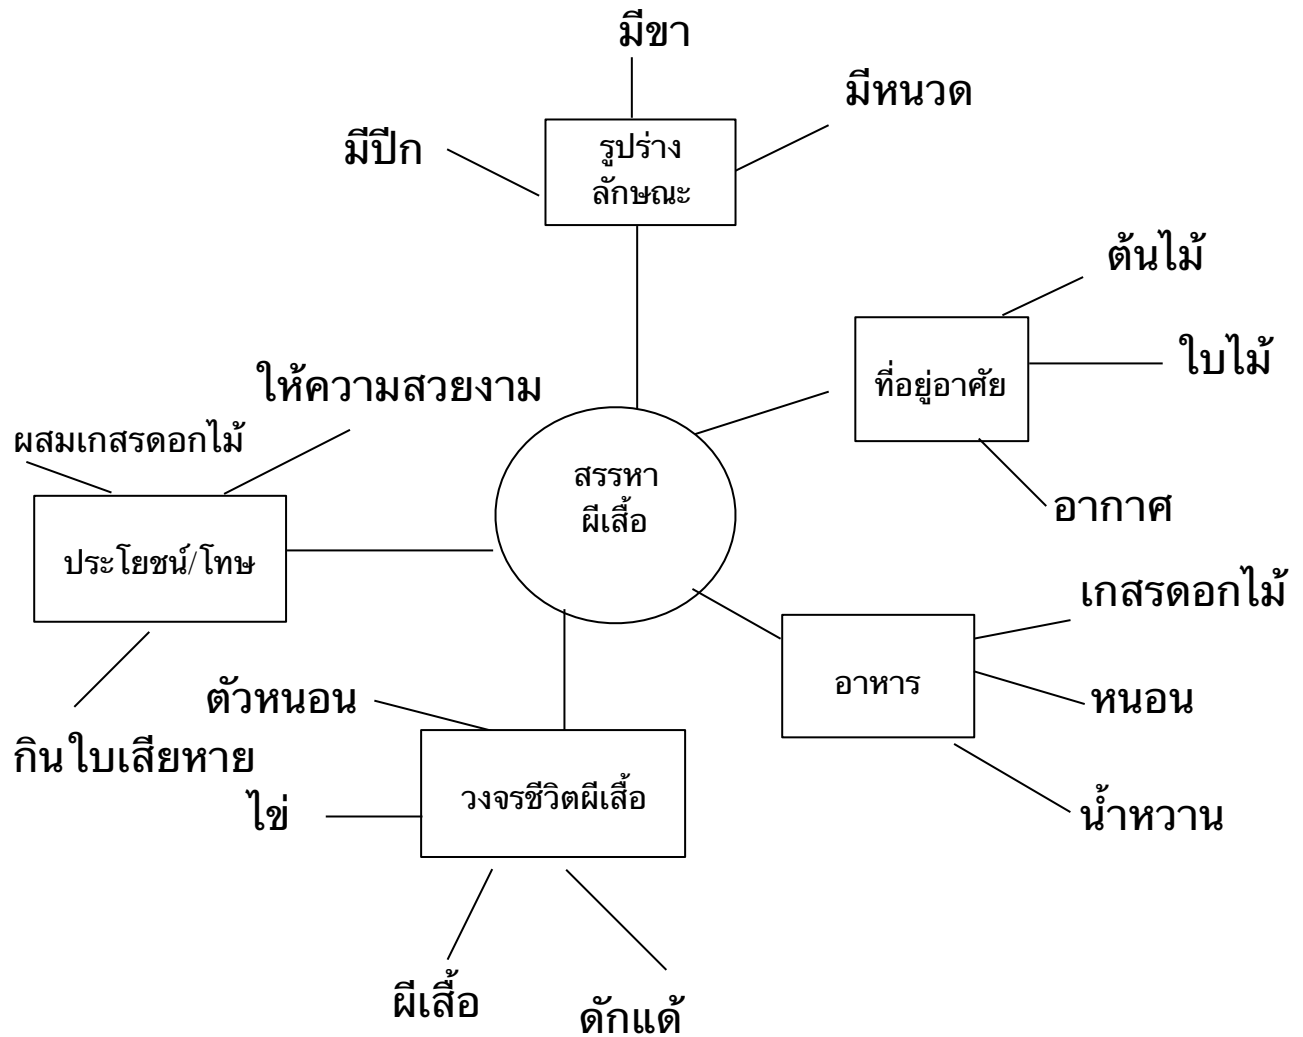 มีขา
มีหนวด
มีปีก
รูปร่าง
ลักษณะ
ต้นไม้
ใบไม้
ที่อยู่อาศัย
อากาศ
ให้ความสวยงาม
ผสมเกสรดอกไม้
ประโยชน์/โทษ
กินใบเสียหาย
สรรหา
ผีเสื้อ
เกสรดอกไม้
อาหาร
หนอน
น้ำหวาน
ตัวหนอน
วงจรชีวิตผีเสื้อ
ไข่
ผีเสื้อ
ดักแด้